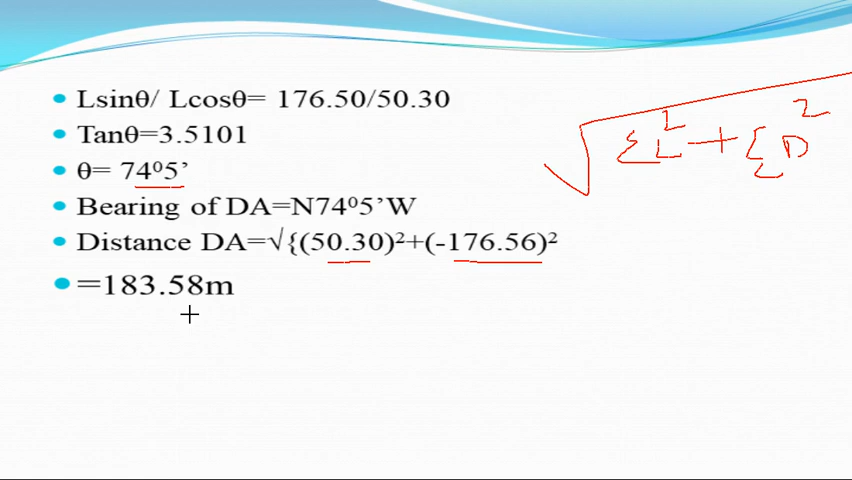 Lsinθ/ Lcosθ= 176.50/50.30
Tanθ=3.5101
θ= 74⁰5’
Bearing of DA=N74⁰5’W
Distance DA=√{(50.30)²+(-176.56)²
=183.58m
√ΣL²+ΣD²